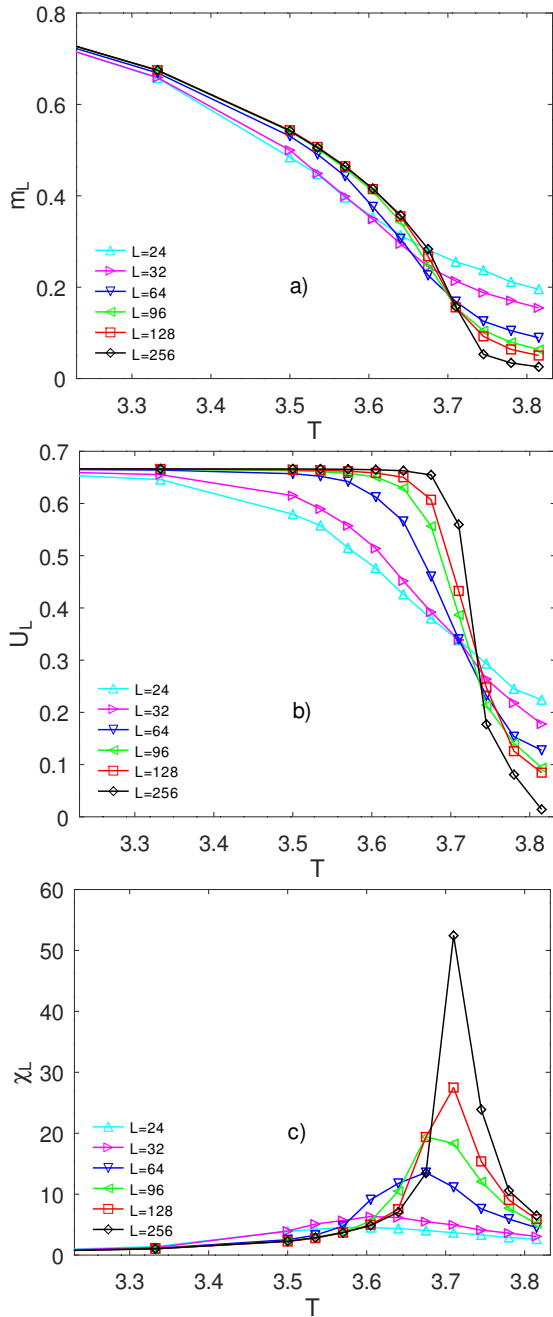 0.8
0.6
m_L
0.4
0.2
0
L=24
L=32
L=64
L=96
L=128
L=256
a)
3.3 3.4 3.5 3.6 3.7 3.8
T
0.7
0.6
0.5
0.4
U_L
0.3
0.2
0.1
0
L=24
L=32
L=64
L=96
L=128
L=256
b)
3.3 3.4 3.5 3.6 3.7 3.8
T
60
50
40
30
χ_L
20
10
0
L=24
L=32
L=64
L=96
L=128
L=256
c)
3.3 3.4 3.5 3.6 3.7 3.8
T